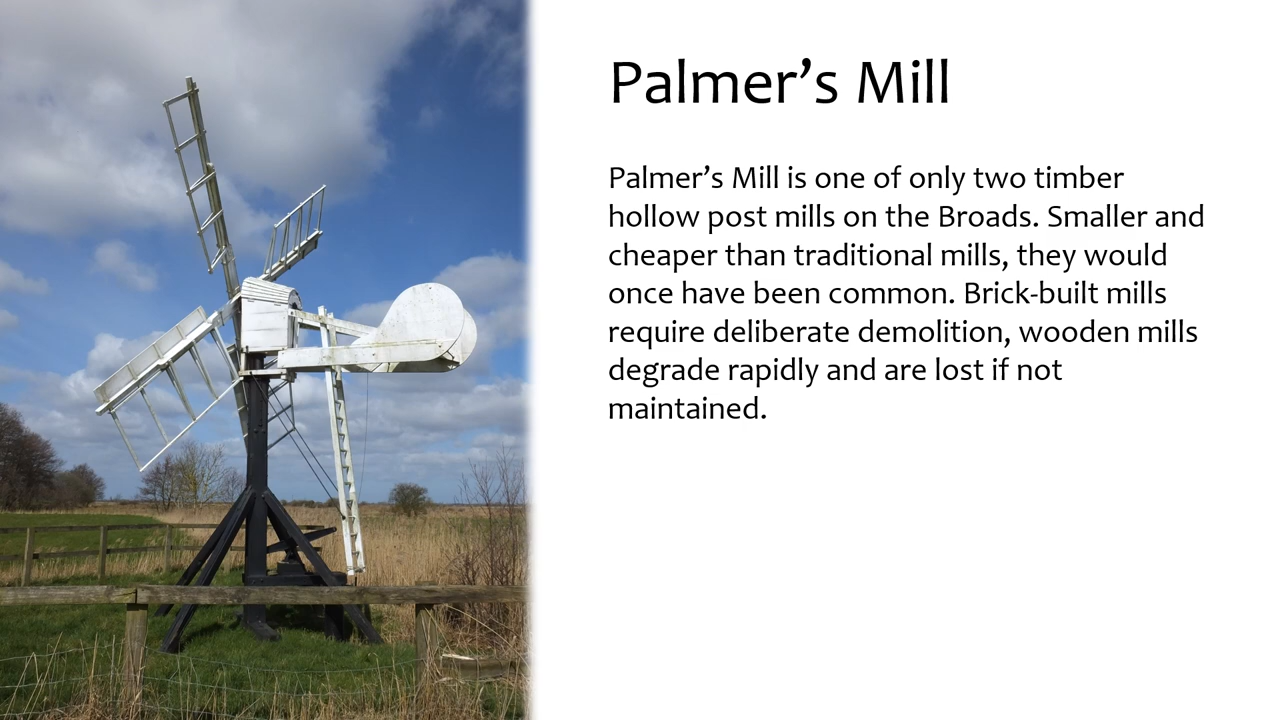 Palmer’s Mill
Palmer’s Mill is one of only two timber
hollow post mills on the Broads. Smaller and
cheaper than traditional mills, they would
once have been common. Brick-built mills
require deliberate demolition, wooden mills
degrade rapidly and are lost if not
maintained.